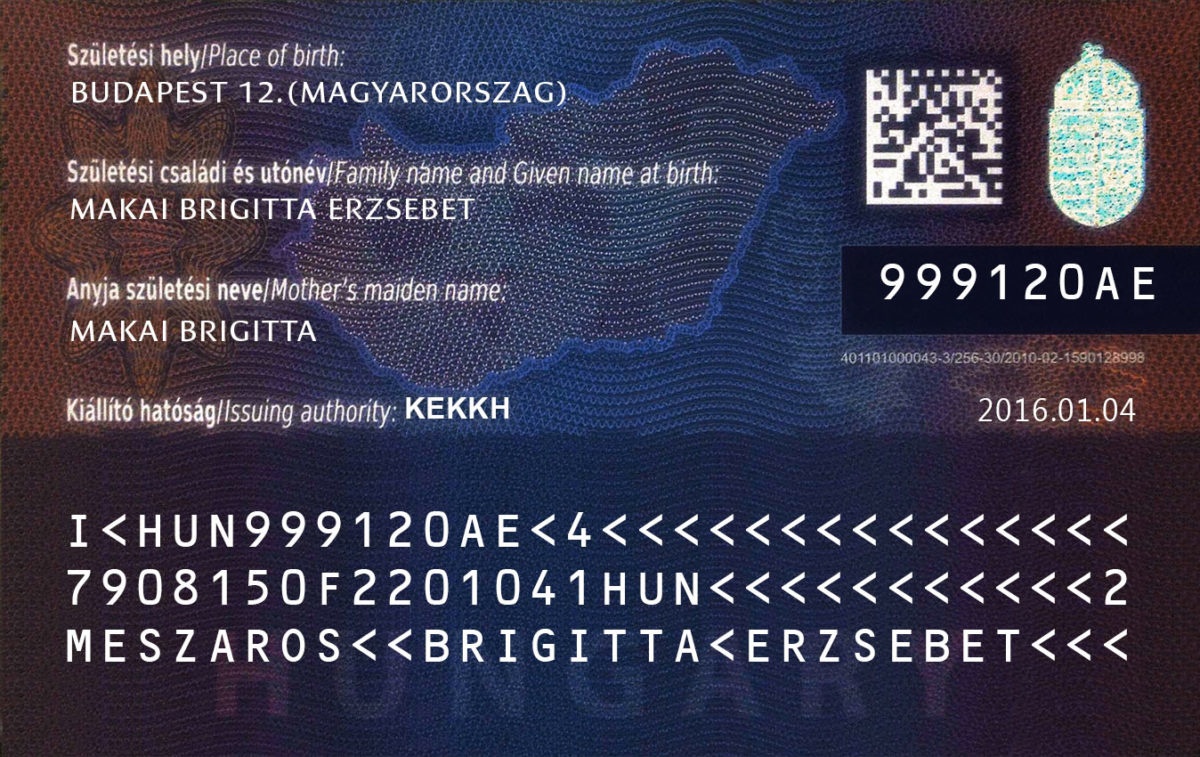 Születési hely/Place of birth:
BUDAPEST 12.(MAGYARORSZAG)
Születési családi és utónév/Family name and Given name at birth:
MAKAI BRIGITTA ERZSEBET
Anyja születési neve/Mother's maiden name:
MAKAI BRIGITTA
Kiállító hatóság/Issuing authority: KEKKH
999120AE
401101000043-3/256-30/2010-02-1590128998
2016.01.04
I<HUN999120AE<4<<<<<<<<<<<<<<<
7908150F2201041HUN<<<<<<<<<<<2
MESZAROS<<BRIGITTA<ERZSEBET<<<
HUNGARY